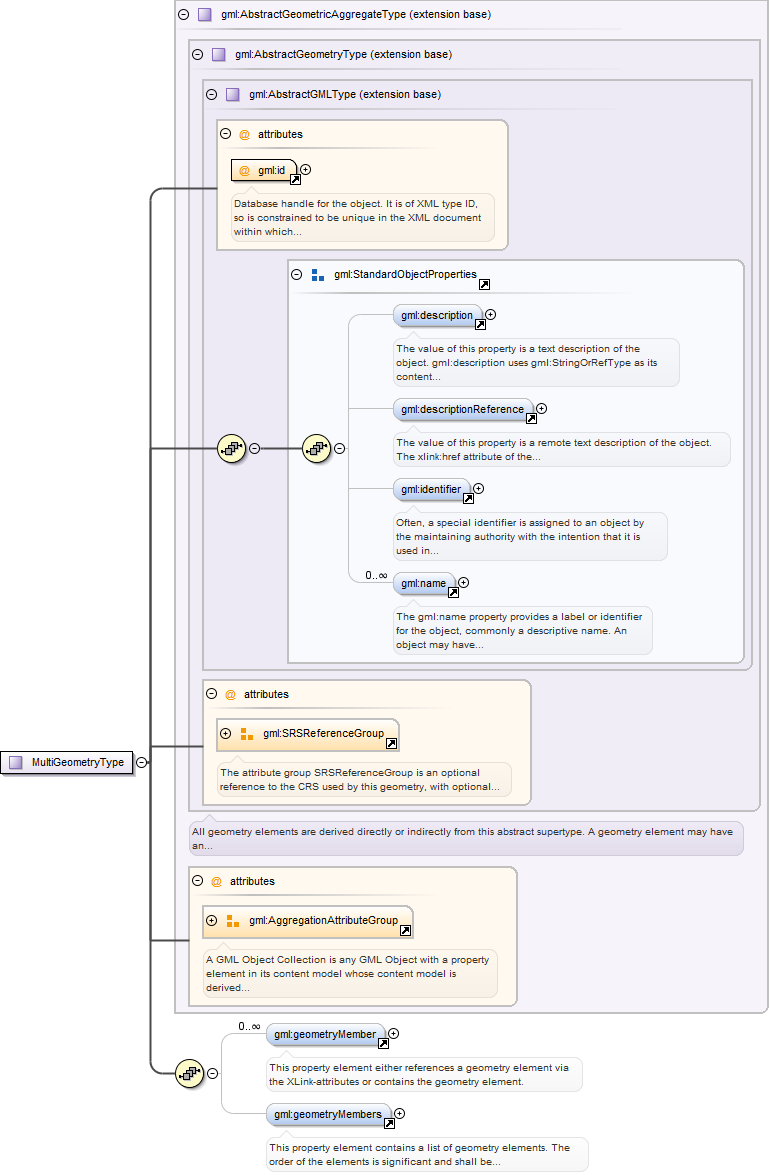 gml:AbstractGeometricAggregateType (extension base)
gml:AbstractGeometryType (extension base)
gml:AbstractGMLType (extension base)
@ attributes
@ gml:id
Database handle for the object. It is of XML type ID,
so is constrained to be unique in the XML document
within which...
gml:StandardObjectProperties
gml:description
The value of this property is a text description of the
object. gml:description uses gml:StringOrRefType as its
content...
gml:descriptionReference
The value of this property is a remote text description of the object.
The xlink:href attribute of the...
gml:identifier
Often, a special identifier is assigned to an object by
the maintaining authority with the intention that it is
used in...
0..∞
gml:name
The gml:name property provides a label or identifier
for the object, commonly a descriptive name. An
object may have...
@ attributes
gml:SRSReferenceGroup
The attribute group SRSReferenceGroup is an optional
reference to the CRS used by this geometry, with optional...
MultiGeometryType
All geometry elements are derived directly or indirectly from this abstract supertype. A geometry element may have
an...
@ attributes
gml:AggregationAttributeGroup
A GML Object Collection is any GML Object with a property
element in its content model whose content model is
derived...
0..∞
gml:geometryMember
This property element either references a geometry element via
the XLink-attributes or contains the geometry element.
gml:geometryMembers
This property element contains a list of geometry elements. The
order of the elements is significant and shall be...